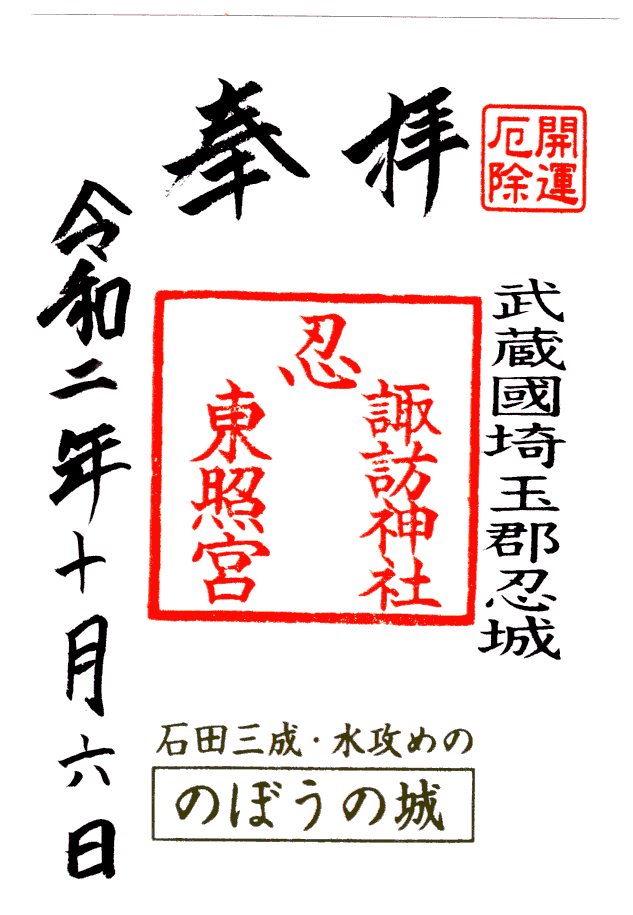 開運
厄除
奉拝
武蔵國埼玉郡忍城
忍
諏訪神社
東照宮
令和二年十月六日
石田三成・水攻めの
のぼうの城